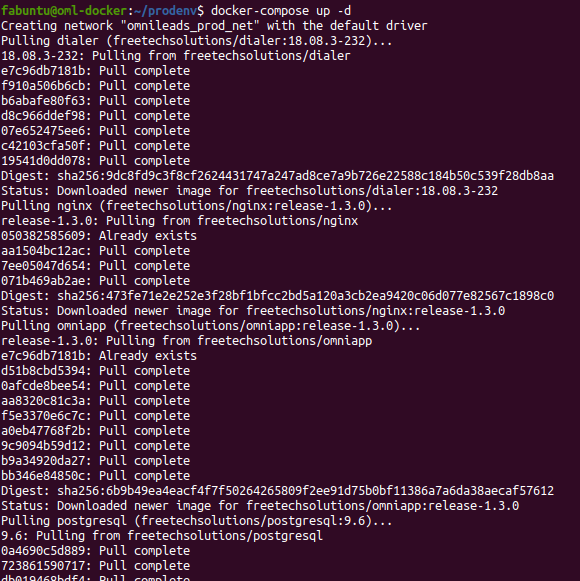 fabuntu@oml-docker:~/prodenv$ docker-compose up -d
Creating network "omnileads_prod_net" with the default driver
Pulling dialer (freetechsolutions/dialer:18.08.3-232)...
18.08.3-232: Pulling from freetechsolutions/dialer
e7c96db7181b: Pull complete
f910a506b6cb: Pull complete
b6abafe80f63: Pull complete
d8c966ddef98: Pull complete
07e652475ee6: Pull complete
c42103cfa50f: Pull complete
19541d0dd078: Pull complete
Digest: sha256:9dc8fd9c3f8cf2624431747a247ad8ce7a9b726e22588c184b50c539f28db8aa
Status: Downloaded newer image for freetechsolutions/dialer:18.08.3-232
Pulling nginx (freetechsolutions/nginx:release-1.3.0)...
release-1.3.0: Pulling from freetechsolutions/nginx
050382585609: Already exists
aa1504bc12ac: Pull complete
7ee05047d654: Pull complete
071b469ab2ae: Pull complete
Digest: sha256:473fe71e2e252e3f28bf1bfcc2bd5a120a3cb2ea9420c06d077e82567c1898c0
Status: Downloaded newer image for freetechsolutions/nginx:release-1.3.0
Pulling omniapp (freetechsolutions/omniapp:release-1.3.0)...
release-1.3.0: Pulling from freetechsolutions/omniapp
e7c96db7181b: Already exists
d51b8cbd5394: Pull complete
0afcde8bee54: Pull complete
aa8320c81c3a: Pull complete
f5e3370e6c7c: Pull complete
a0eb47768f2b: Pull complete
9c9094b59d12: Pull complete
b9a34920da27: Pull complete
bb346e84850c: Pull complete
Digest: sha256:6b9b49ea4eacf4f7f50264265809f2ee91d75b0bf11386a7a6da38aecaf57612
Status: Downloaded newer image for freetechsolutions/omniapp:release-1.3.0
Pulling postgresql (freetechsolutions/postgresql:9.6)...
9.6: Pulling from freetechsolutions/postgresql
0a4690c5d889: Pull complete
723861590717: Pull complete
db019468bdf4: Pull complete